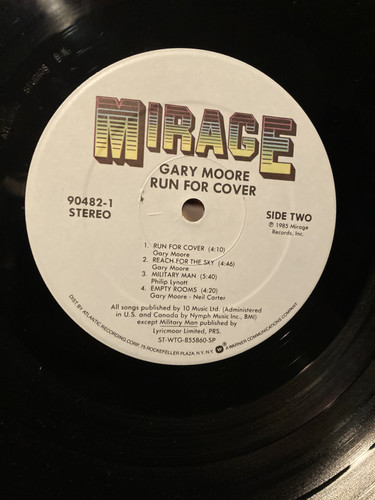 MIRAGE
GARY MOORE
RUN FOR COVER
90482-1
STEREO
SIDE TWO
℗ 1985 Mirage
Records, Inc.
1. RUN FOR COVER (4:10)
Gary Moore
2. REACH FOR THE SKY (4:46)
Gary Moore
3. MILITARY MAN (5:40)
Philip Lynott
4. EMPTY ROOMS (4:20)
Gary Moore - Neil Carter
All songs published by 10 Music Ltd. (Administered
in U.S. and Canada by Nymph Music Inc., BMI)
except Military Man published by
Lyricmoor Limited, PRS.
ST-WTG-855860-SP
DIST. BY ATLANTIC RECORDING CORP. 75 ROCKEFELLER PLAZA, N.Y., N.Y. A WARNER COMMUNICATIONS COMPANY